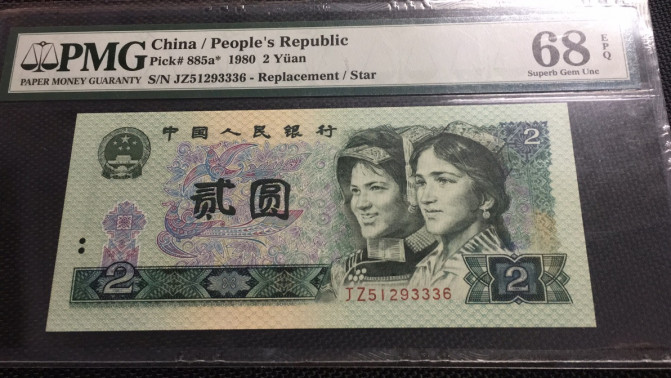 PMG
PAPER MONEY GUARANTY
China / People's Republic
Pick# 885a* 1980 2 Yüan
S/N JZ51293336 - Replacement / Star
68 EPQ
Superb Gem Unc
中国人民银行
2
贰圆
2
2
JZ51293336